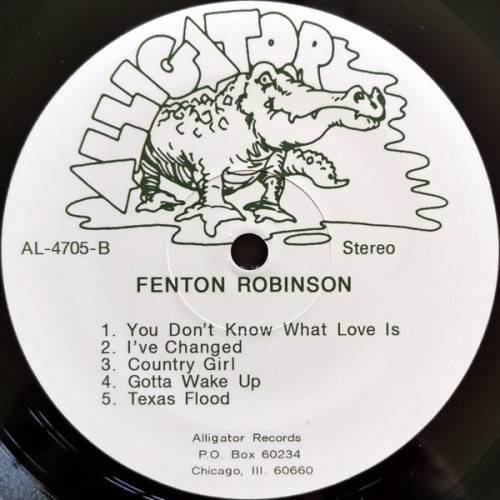 ALLIGATOR
AL-4705-B
Stereo
FENTON ROBINSON
1. You Don't Know What Love Is
2. I've Changed
3. Country Girl
4. Gotta Wake Up
5. Texas Flood
Alligator Records
P.O. Box 60234
Chicago, Ill. 60660